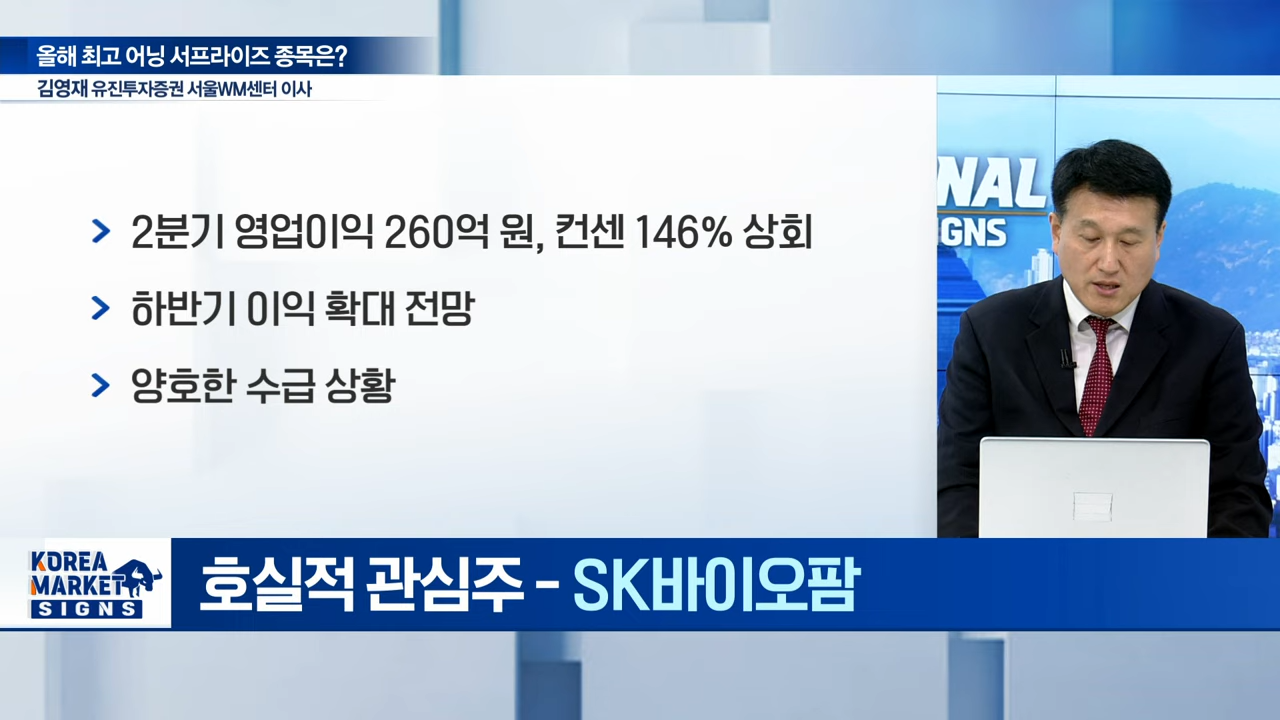 올해 최고 어닝 서프라이즈 종목은?
김영재 유진투자증권 서울WM센터 이사
2분기 영업이익 260억 원, 컨센 146% 상회
하반기 이익 확대 전망
양호한 수급 상황
NAL
IGNS
KOREA
MARKET
SIGNS
호실적 관심주 - SK바이오팜